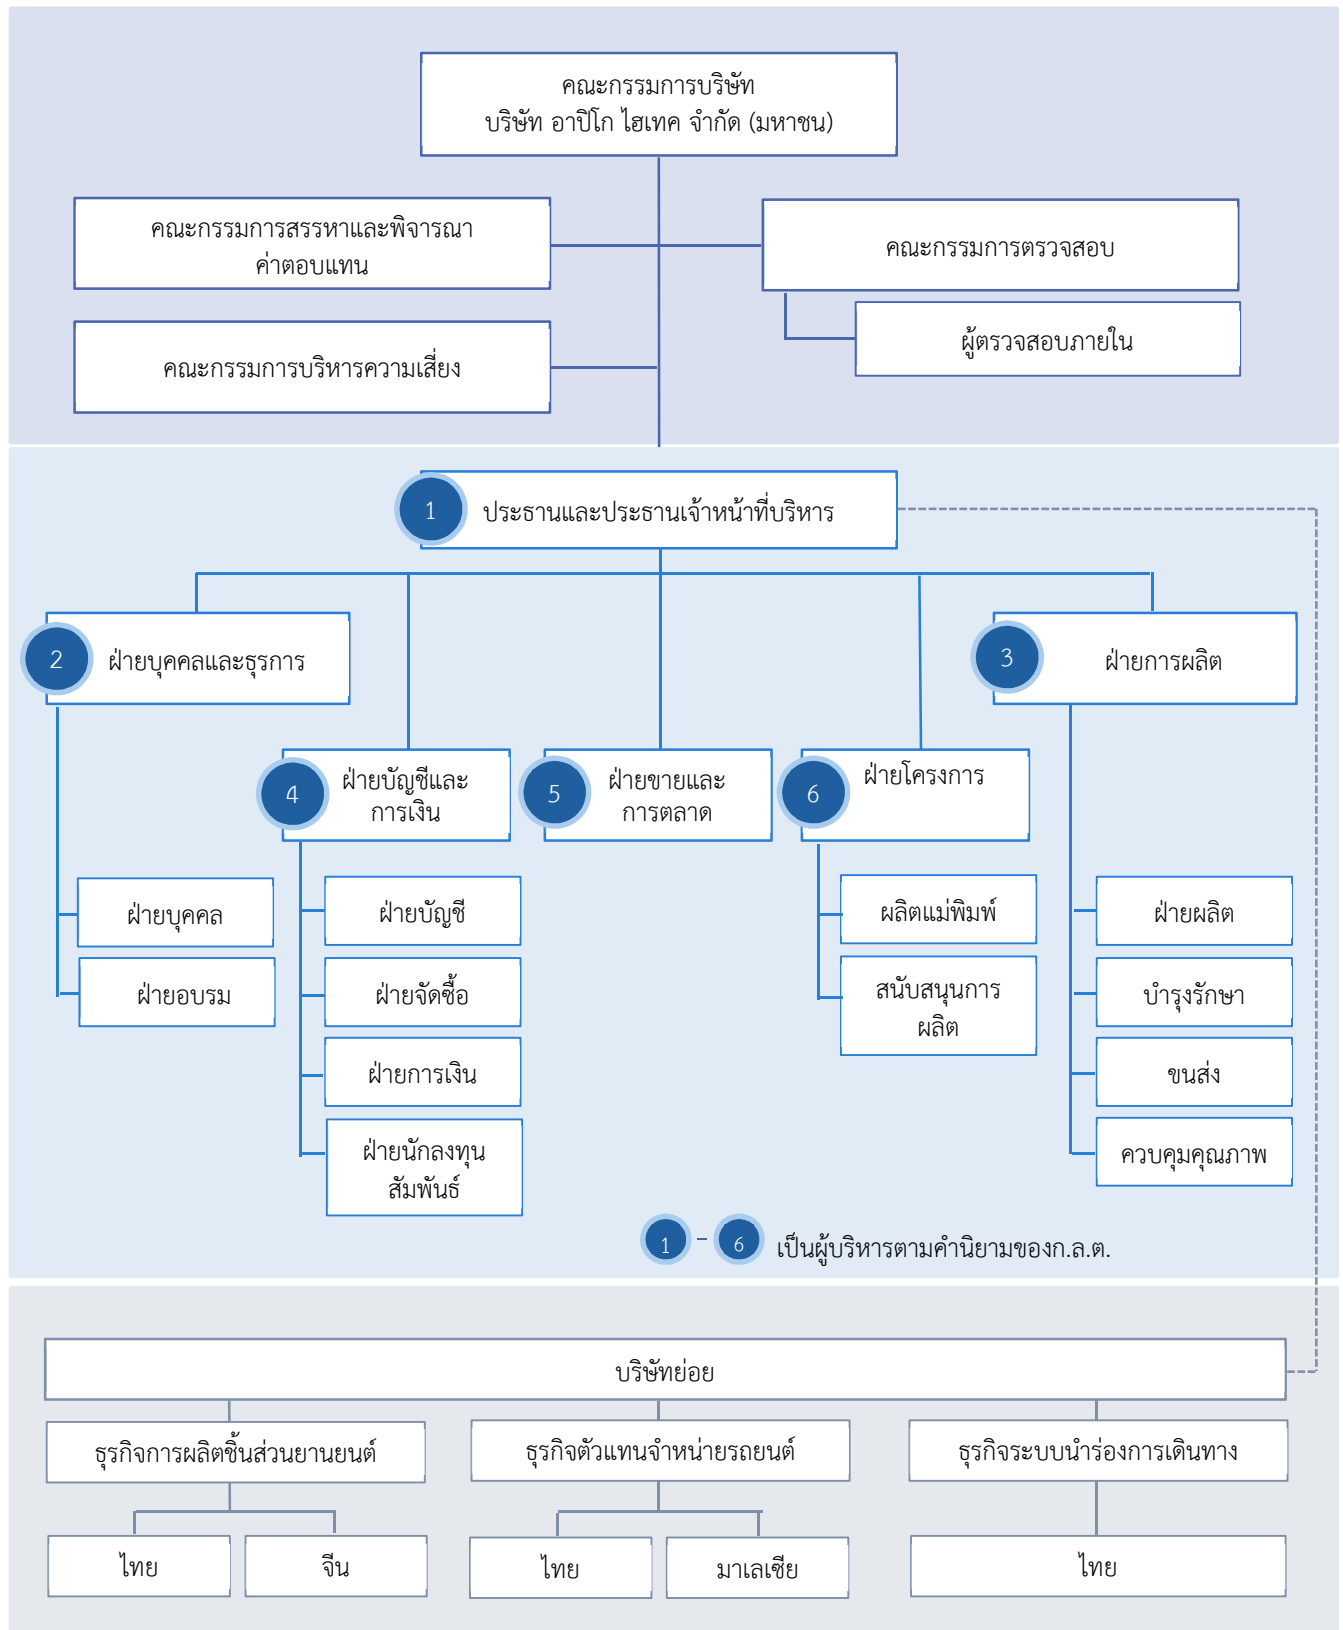 คณะกรรมการบริษัท
บริษัท อาปิโก ไฮเทค จำกัด (มหาชน)
คณะกรรมการสรรหาและพิจารณา
ค่าตอบแทน
คณะกรรมการตรวจสอบ
ผู้ตรวจสอบภายใน
คณะกรรมการบริหารความเสี่ยง
1
ประธานและประธานเจ้าหน้าที่บริหาร
2
ฝ่ายบุคคลและธุรการ
3
ฝ่ายการผลิต
4
ฝ่ายบัญชีและ
การเงิน
5
ฝ่ายขายและ
การตลาด
6
ฝ่ายโครงการ
ฝ่ายบุคคล
ฝ่ายอบรม
ฝ่ายบัญชี
ฝ่ายจัดซื้อ
ฝ่ายการเงิน
ฝ่ายนักลงทุน
สัมพันธ์
ผลิตแม่พิมพ์
สนับสนุนการ
ผลิต
ฝ่ายผลิต
บำรุงรักษา
ขนส่ง
ควบคุมคุณภาพ
1 - 6 เป็นผู้บริหารตามคำนิยามของก.ล.ต.
บริษัทย่อย
ธุรกิจการผลิตชิ้นส่วนยานยนต์
ธุรกิจตัวแทนจำหน่ายรถยนต์
ธุรกิจระบบนำร่องการเดินทาง
ไทย
จีน
ไทย
มาเลเซีย
ไทย